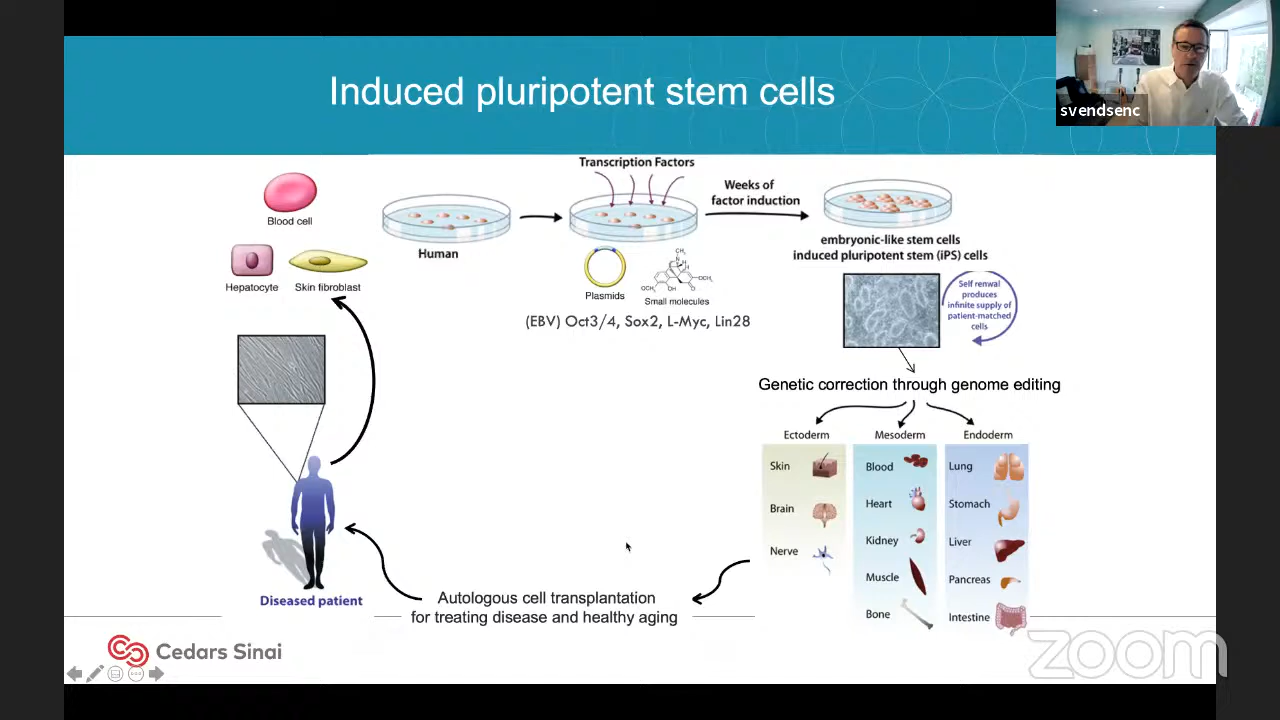 Induced pluripotent stem cells
svendsenc
Blood cell
Hepatocyte
Skin fibroblast
Human
Transcription Factors
Plasmids
Small molecules
CH₃
N
H
OCH₃
OH
O
OCH₃
(EBV) Oct3/4, Sox2, L-Myc, Lin28
Weeks of
factor induction
embryonic-like stem cells
induced pluripotent stem (iPS) cells
Self renwal
produces
infinite supply of
patient-matched
cells
Genetic correction through genome editing
Ectoderm
Skin
Brain
Nerve
Mesoderm
Blood
Heart
Kidney
Muscle
Bone
Endoderm
Lung
Stomach
Liver
Pancreas
Intestine
Autologous cell transplantation
for treating disease and healthy aging
Diseased patient
Cedars Sinai
zoom